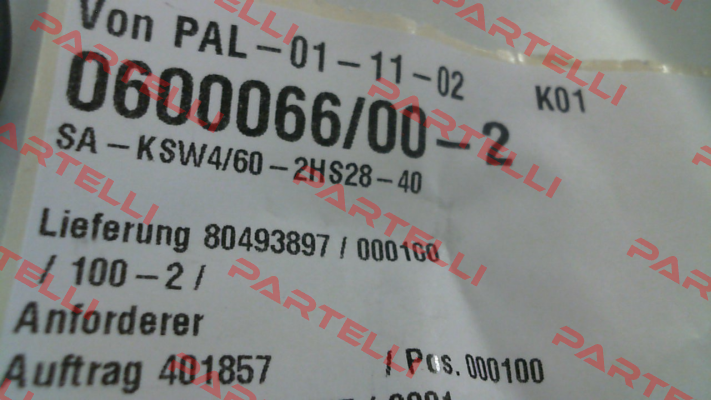 Von PAL-01-11-02 K01
0600066/00-2
SA-KSW4/60-2HS28-40
Lieferung 80493897 / 000100
/ 100-2 /
Anforderer
Auftrag 401857 / Pos. 000100
PARTELLI